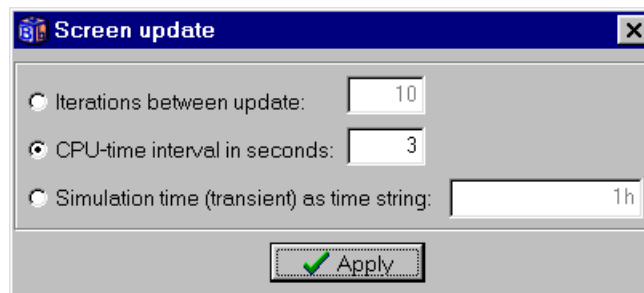 Screen update
Iterations between update: 10
CPU-time interval in seconds: 3
Simulation time (transient) as time string: 1h
Apply